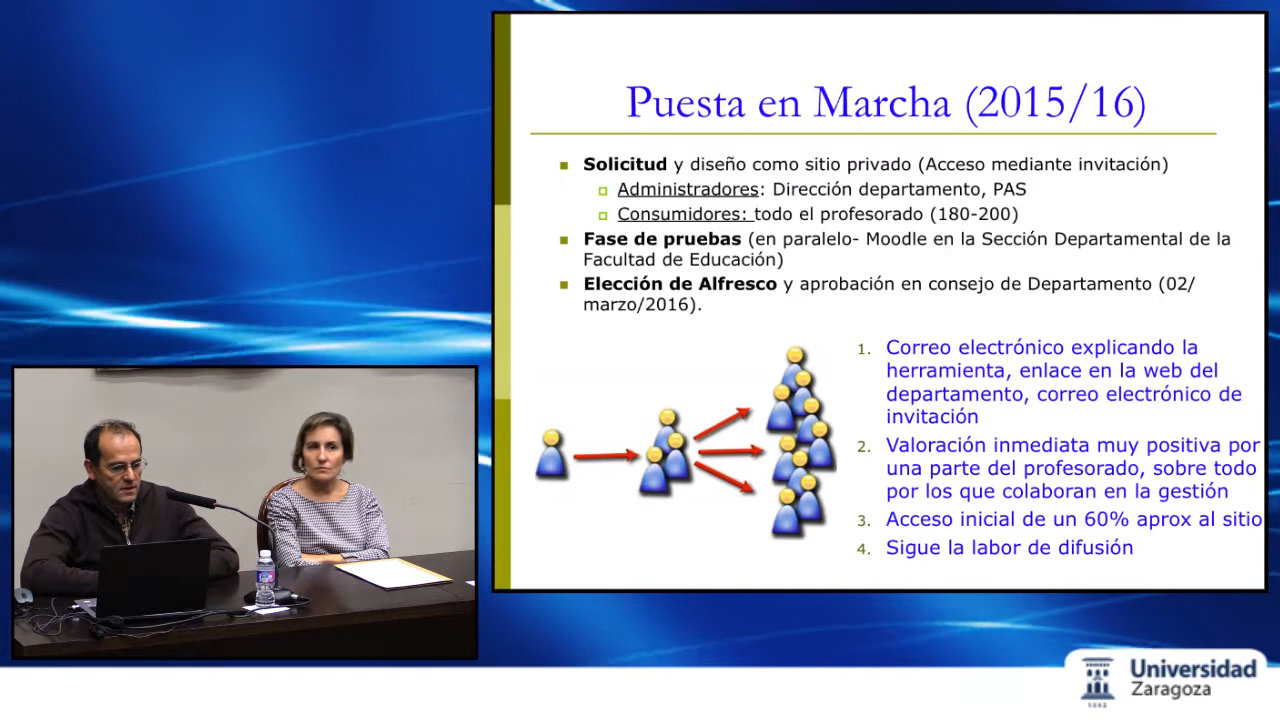 Puesta en Marcha (2015/16)
Solicitud y diseño como sitio privado (Acceso mediante invitación)
Administradores: Dirección departamento, PAS
Consumidores: todo el profesorado (180-200)
Fase de pruebas (en paralelo- Moodle en la Sección Departamental de la
Facultad de Educación)
Elección de Alfresco y aprobación en consejo de Departamento (02/
marzo/2016).
1. Correo electrónico explicando la
herramienta, enlace en la web del
departamento, correo electrónico de
invitación
2. Valoración inmediata muy positiva por
una parte del profesorado, sobre todo
por los que colaboran en la gestión
3. Acceso inicial de un 60% aprox al sitio
4. Sigue la labor de difusión
Universidad
Zaragoza
1542